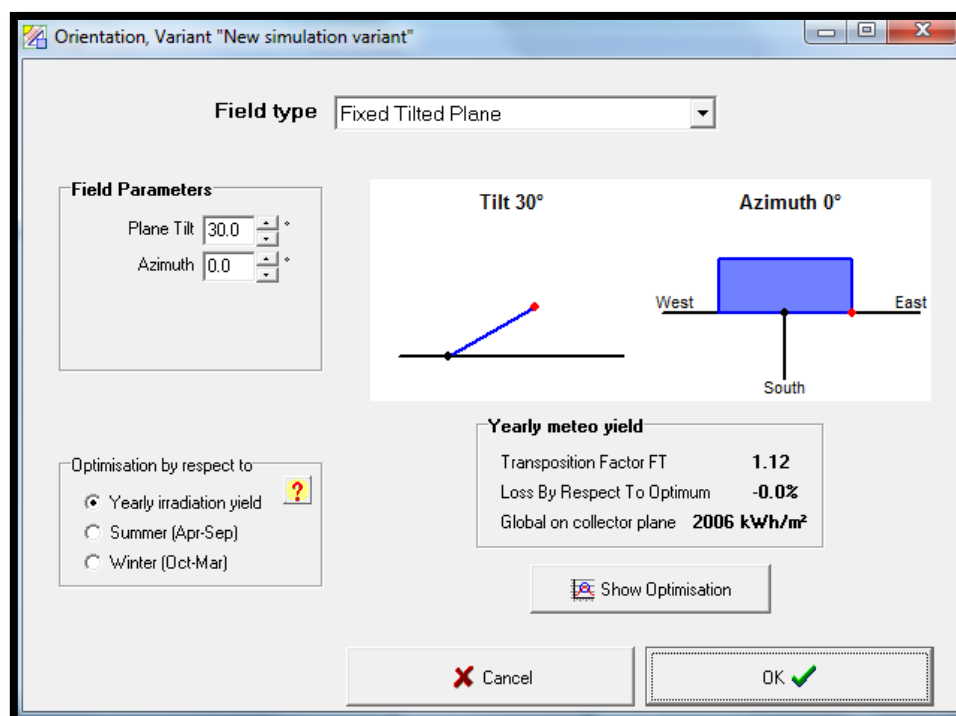 Orientation, Variant "New simulation variant"
Field type Fixed Tilted Plane
Field Parameters
Plane Tilt 30.0 °
Azimuth 0.0 °
Tilt 30°
Azimuth 0°
West
East
South
Optimisation by respect to
?
Yearly irradiation yield
Summer (Apr-Sep)
Winter (Oct-Mar)
Yearly meteo yield
Transposition Factor FT 1.12
Loss By Respect To Optimum -0.0%
Global on collector plane 2006 kWh/m²
Show Optimisation
Cancel
OK